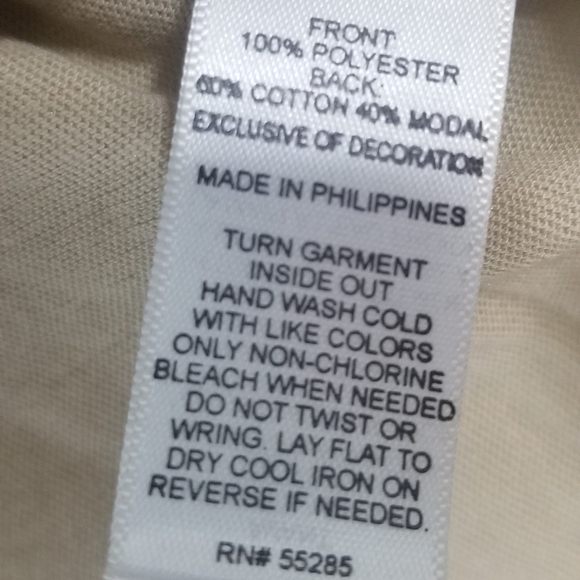 FRONT
100% POLYESTER
BACK:
60% COTTON 40% MODAL
EXCLUSIVE OF DECORATION
MADE IN PHILIPPINES
TURN GARMENT
INSIDE OUT
HAND WASH COLD
WITH LIKE COLORS
ONLY NON-CHLORINE
BLEACH WHEN NEEDED
DO NOT TWIST OR
WRING. LAY FLAT TO
DRY COOL IRON ON
REVERSE IF NEEDED.
RN# 55285